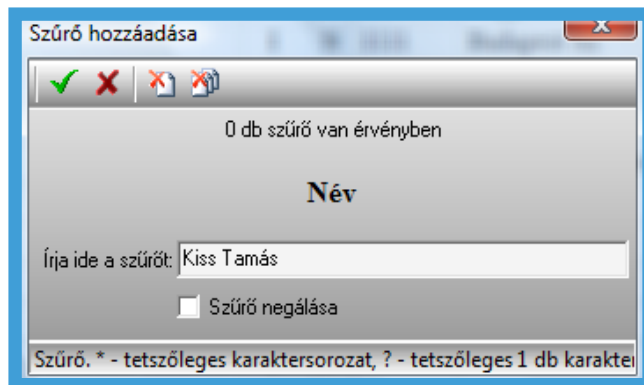 Szűrő hozzáadása
0 db szűrő van érvényben
Név
Írja ide a szűrőt: Kiss Tamás
Szűrő negálása
Szűrő. * - tetszőleges karaktersorozat, ? - tetszőleges 1 db karakter